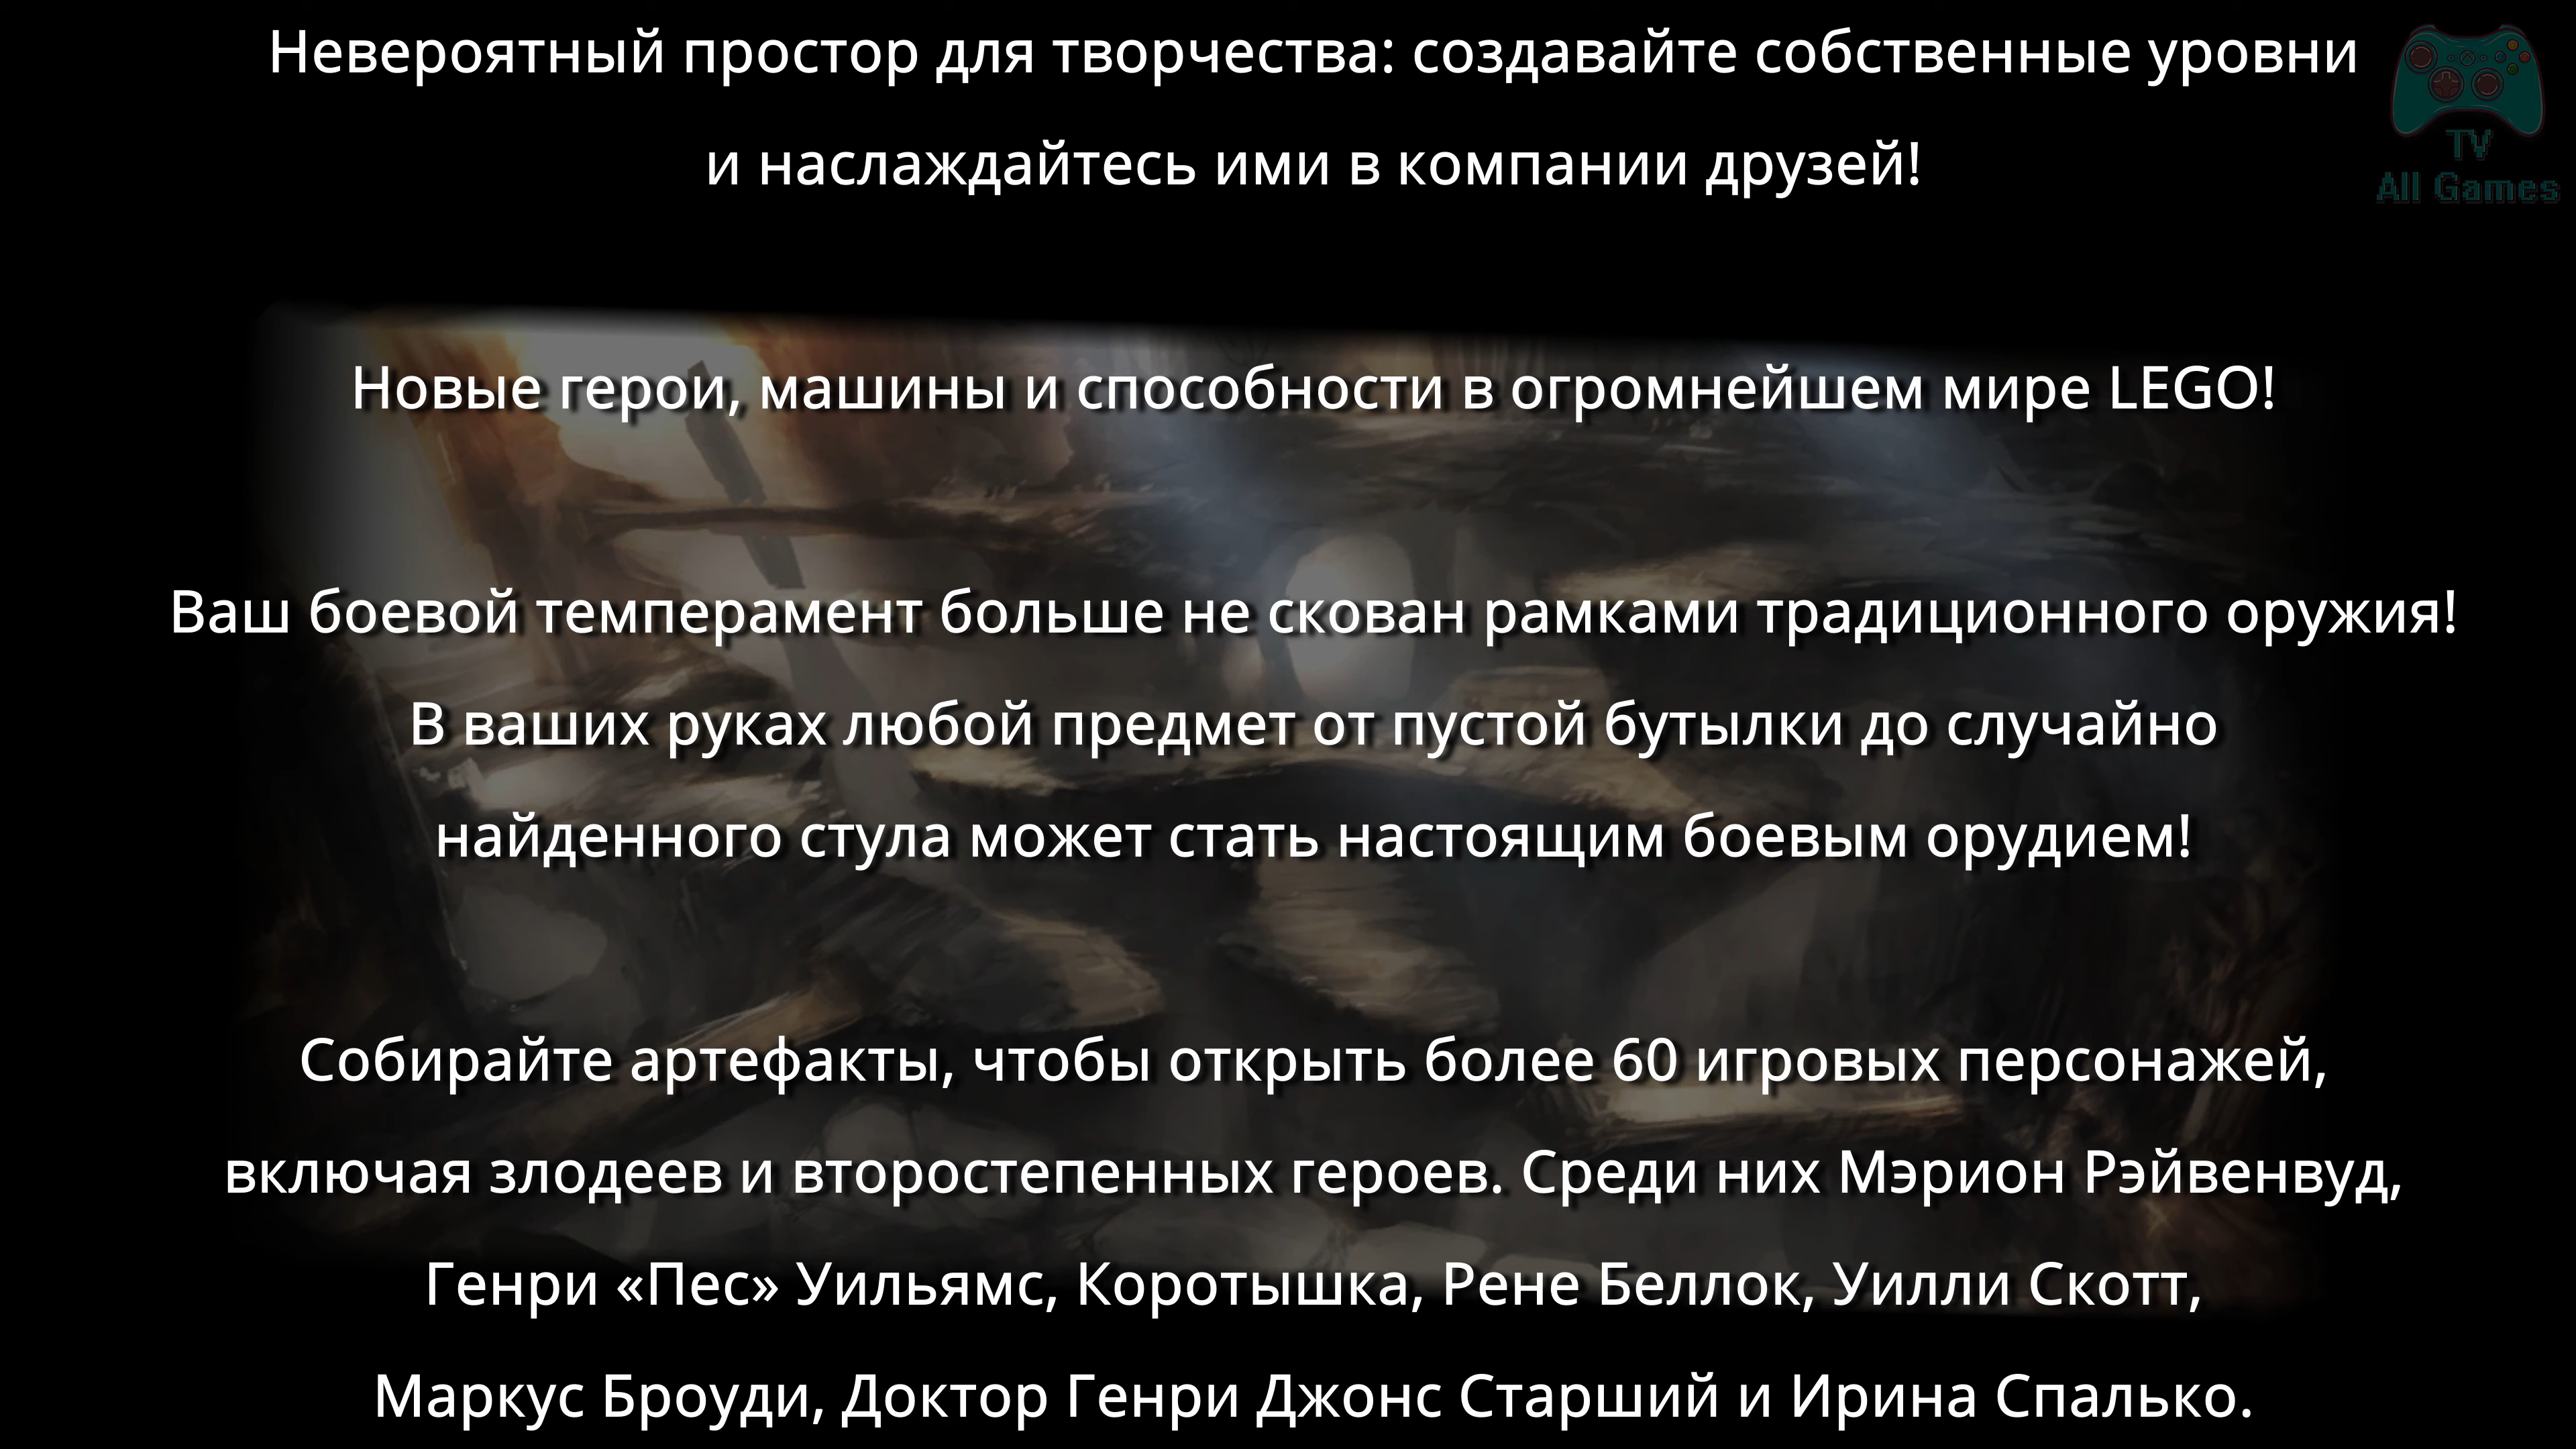 Невероятный простор для творчества: создавайте собственные уровни
и наслаждайтесь ими в компании друзей!
TV
All Games
Новые герои, машины и способности в огромнейшем мире LEGO!
Ваш боевой темперамент больше не скован рамками традиционного оружия!
В ваших руках любой предмет от пустой бутылки до случайно
найденного стула может стать настоящим боевым орудием!
Собирайте артефакты, чтобы открыть более 60 игровых персонажей,
включая злодеев и второстепенных героев. Среди них Мэрион Рэйвенвуд,
Генри «Пес» Уильямс, Коротышка, Рене Беллок, Уилли Скотт,
Маркус Броуди, Доктор Генри Джонс Старший и Ирина Спалько.